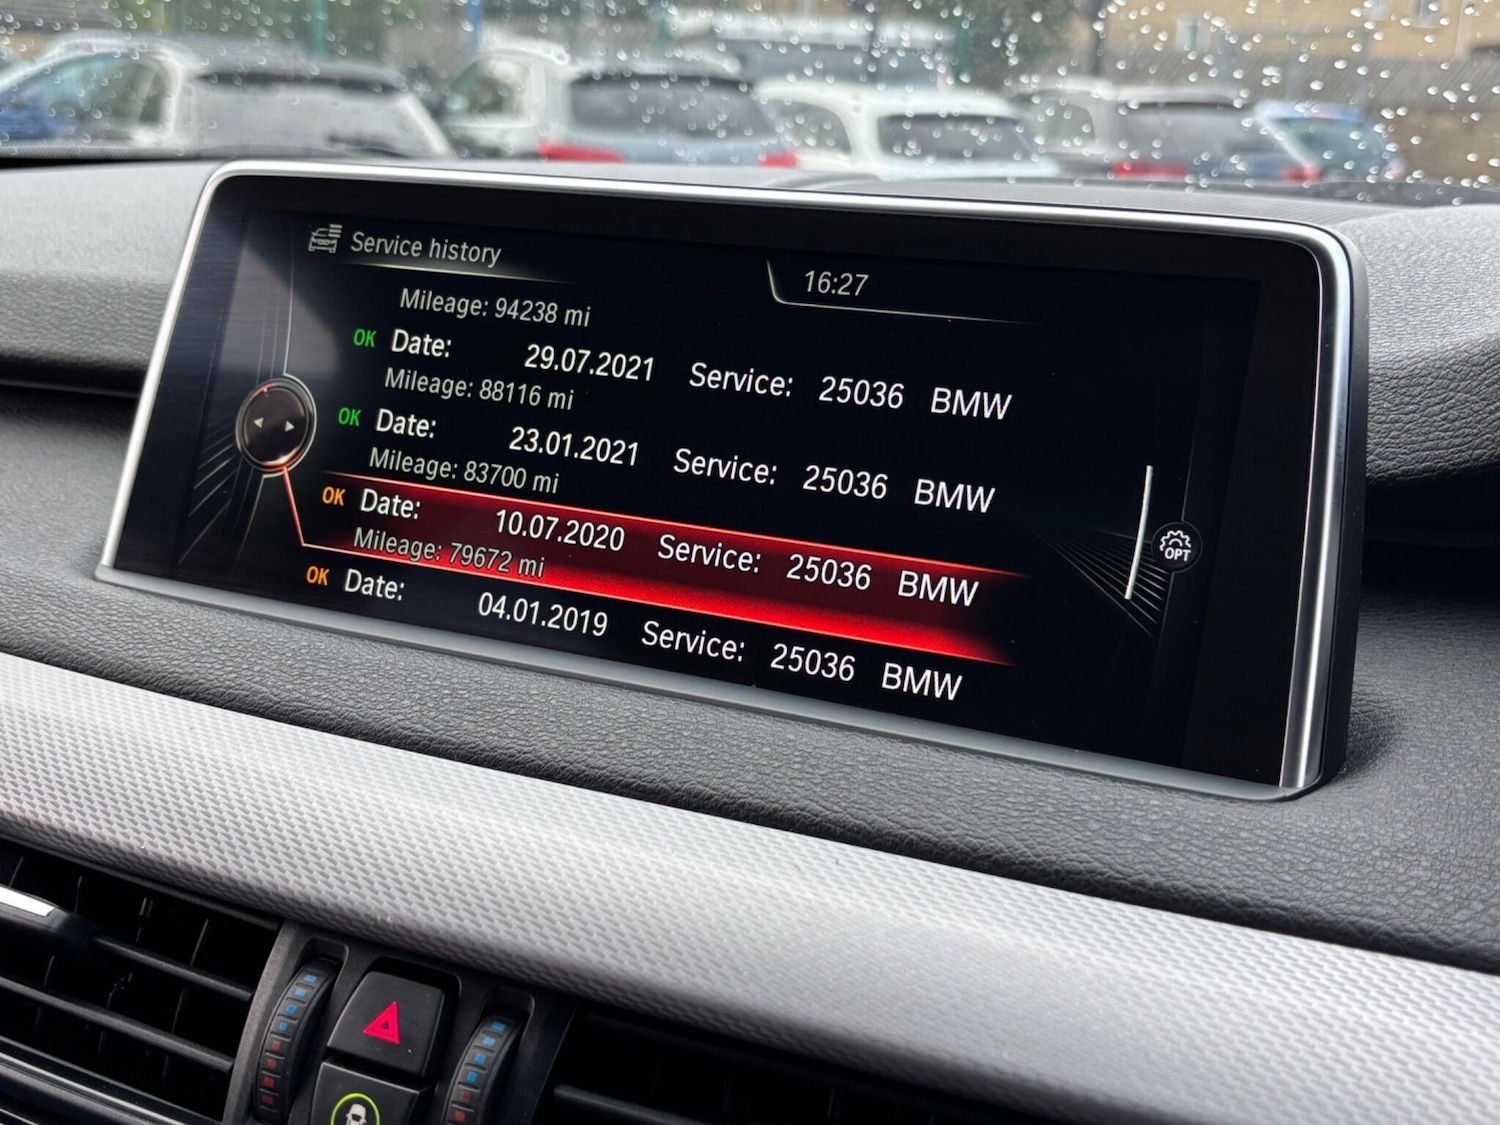 Service history
16:27
Mileage: 94238 mi
OK Date: 29.07.2021 Service: 25036 BMW
Mileage: 88116 mi
OK Date: 23.01.2021 Service: 25036 BMW
Mileage: 83700 mi
OK Date: 10.07.2020 Service: 25036 BMW
Mileage: 79672 mi
OK Date: 04.01.2019 Service: 25036 BMW
OPT